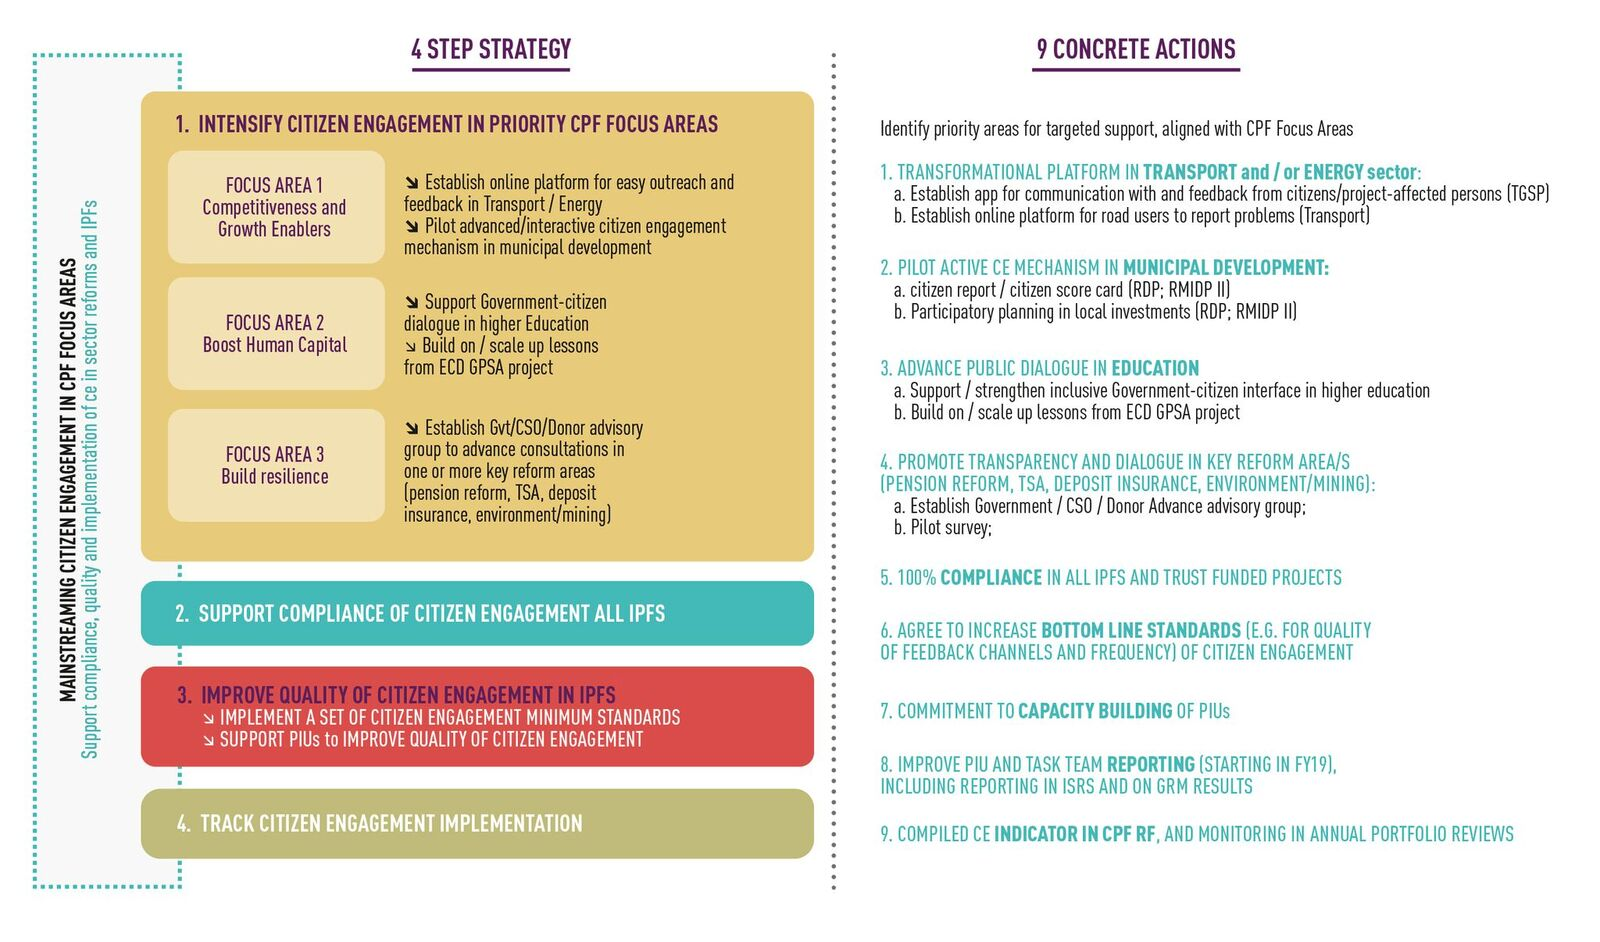 4 STEP STRATEGY
MAINSTREAMING CITIZEN ENGAGEMENT IN CPF FOCUS AREAS
Support compliance, quality and implementation of ce in sector reforms and IPFs
1. INTENSIFY CITIZEN ENGAGEMENT IN PRIORITY CPF FOCUS AREAS
FOCUS AREA 1
Competitiveness and
Growth Enablers
↘ Establish online platform for easy outreach and
feedback in Transport / Energy
↘ Pilot advanced/interactive citizen engagement
mechanism in municipal development
FOCUS AREA 2
Boost Human Capital
↘ Support Government-citizen
dialogue in higher Education
↘ Build on / scale up lessons
from ECD GPSA project
FOCUS AREA 3
Build resilience
↘ Establish Gvt/CSO/Donor advisory
group to advance consultations in
one or more key reform areas
(pension reform, TSA, deposit
insurance, environment/mining)
2. SUPPORT COMPLIANCE OF CITIZEN ENGAGEMENT ALL IPFS
3. IMPROVE QUALITY OF CITIZEN ENGAGEMENT IN IPFS
↘ IMPLEMENT A SET OF CITIZEN ENGAGEMENT MINIMUM STANDARDS
↘ SUPPORT PIUs to IMPROVE QUALITY OF CITIZEN ENGAGEMENT
4. TRACK CITIZEN ENGAGEMENT IMPLEMENTATION
9 CONCRETE ACTIONS
Identify priority areas for targeted support, aligned with CPF Focus Areas
1. TRANSFORMATIONAL PLATFORM IN TRANSPORT and / or ENERGY sector:
a. Establish app for communication with and feedback from citizens/project-affected persons (TGSP)
b. Establish online platform for road users to report problems (Transport)
2. PILOT ACTIVE CE MECHANISM IN MUNICIPAL DEVELOPMENT:
a. citizen report / citizen score card (RDP; RMIDP II)
b. Participatory planning in local investments (RDP; RMIDP II)
3. ADVANCE PUBLIC DIALOGUE IN EDUCATION
a. Support / strengthen inclusive Government-citizen interface in higher education
b. Build on / scale up lessons from ECD GPSA project
4. PROMOTE TRANSPARENCY AND DIALOGUE IN KEY REFORM AREA/S
(PENSION REFORM, TSA, DEPOSIT INSURANCE, ENVIRONMENT/MINING):
a. Establish Government / CSO / Donor Advance advisory group;
b. Pilot survey;
5. 100% COMPLIANCE IN ALL IPFS AND TRUST FUNDED PROJECTS
6. AGREE TO INCREASE BOTTOM LINE STANDARDS (E.G. FOR QUALITY
OF FEEDBACK CHANNELS AND FREQUENCY) OF CITIZEN ENGAGEMENT
7. COMMITMENT TO CAPACITY BUILDING OF PIUs
8. IMPROVE PIU AND TASK TEAM REPORTING (STARTING IN FY19),
INCLUDING REPORTING IN ISRS AND ON GRM RESULTS
9. COMPILED CE INDICATOR IN CPF RF, AND MONITORING IN ANNUAL PORTFOLIO REVIEWS